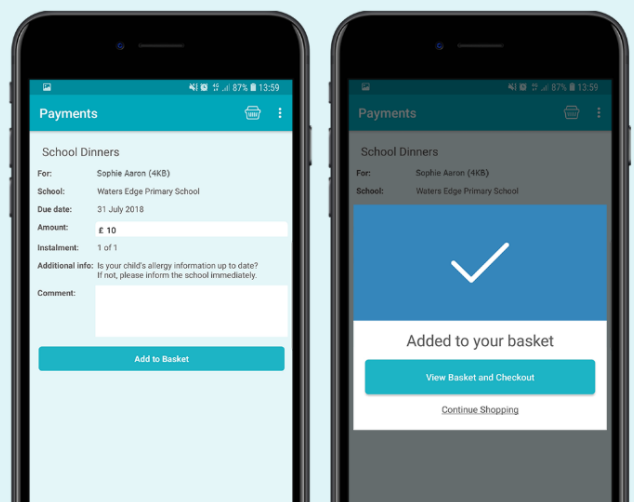 87% 13:59
Payments
School Dinners
For: Sophie Aaron (4KB)
School: Waters Edge Primary School
Due date: 31 July 2018
Amount: £ 10
Instalment: 1 of 1
Additional info: Is your child's allergy information up to date?
If not, please inform the school immediately.
Comment:
Add to Basket
87% 13:59
Payments
School Dinners
For: Sophie Aaron (4KB)
School: Waters Edge Primary School
Added to your basket
View Basket and Checkout
Continue Shopping